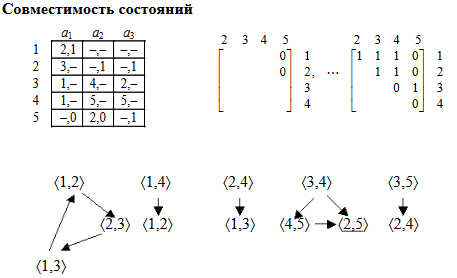 Совместимость состояний
a1 a2 a3
1 2,1 –,– –,–
2 3,– –,1 –,1
3 1,– 4,– 2,–
4 1,– 5,– 5,–
5 –,0 2,0 –,1
2 3 4 5
0 1
0 2, ...
3
4
2 3 4 5
1 1 1 0 1
1 1 0 2
0 1 3
0 4
⟨1,2⟩ ⟨1,4⟩ ⟨2,4⟩ ⟨3,4⟩ ⟨3,5⟩
⟨2,3⟩ ⟨1,2⟩ ⟨1,3⟩ ⟨4,5⟩ ⟨2,5⟩ ⟨2,4⟩
⟨1,3⟩